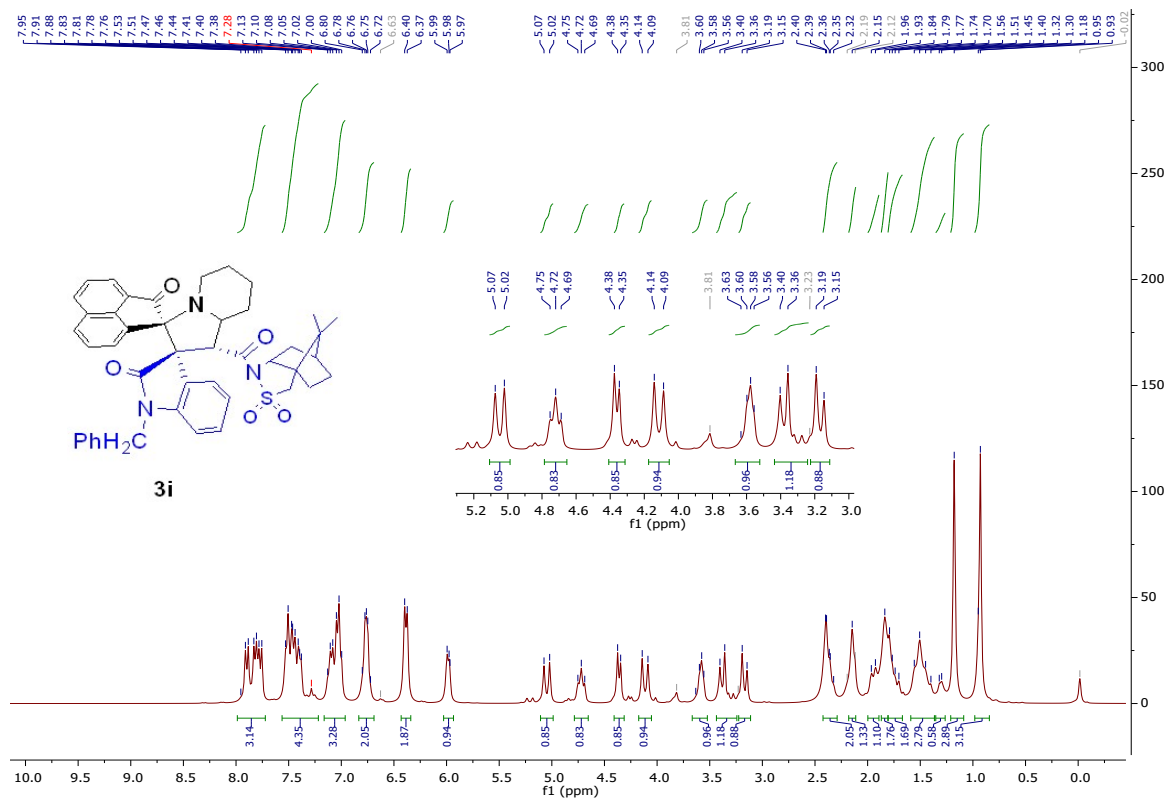 7.95 7.91 7.88 7.83 7.81 7.78 7.76 7.53 7.51 7.47 7.46 7.44 7.41 7.40 7.38 7.28 7.13 7.10 7.08 7.05 7.02 7.00 6.80 6.78 6.76 6.75 6.72 6.63 6.40 6.37 5.99 5.98 5.97 5.07 5.02 4.75 4.72 4.69 4.38 4.35 4.14 4.09 3.81 3.60 3.58 3.56 3.40 3.36 3.19 3.15 2.40 2.39 2.36 2.35 2.32 2.19 2.15 2.12 1.96 1.93 1.84 1.79 1.77 1.74 1.70 1.56 1.51 1.45 1.40 1.32 1.30 1.18 0.95 0.93 -0.02
300
250
200
150
100
50
0
5.07 5.02 4.75 4.72 4.69 4.38 4.35 4.14 4.09 3.81 3.63 3.60 3.58 3.56 3.40 3.36 3.23 3.19 3.15
0.85 0.83 0.85 0.94 0.96 1.18 0.88
5.2 5.0 4.8 4.6 4.4 4.2 4.0 3.8 3.6 3.4 3.2 3.0
f1 (ppm)
O
N
O
O
N
S
O
O
N
PhH2C
3i
3.14 4.35 3.28 2.05 1.87 0.94 0.85 0.83 0.85 0.94 0.96 1.18 0.88 2.05 1.33 1.10 1.76 1.69 2.79 0.58 2.89 3.15
10.0 9.5 9.0 8.5 8.0 7.5 7.0 6.5 6.0 5.5 5.0 4.5 4.0 3.5 3.0 2.5 2.0 1.5 1.0 0.5 0.0
f1 (ppm)